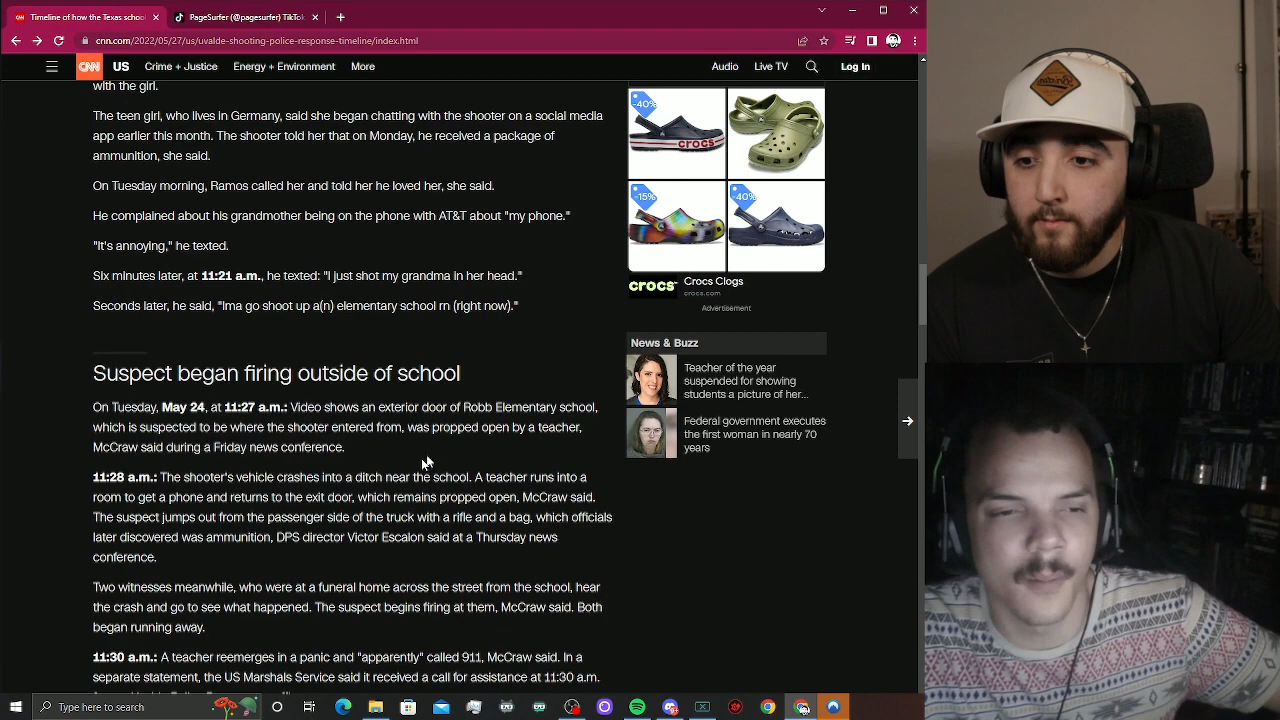 Timeline of how the Texas school
PageSurfer (@pagesurfer) TikTok
cnn.com/2022/05/27/us/uvalde-shooting-police-response-timeline/index.html
CNN US Crime + Justice Energy + Environment More Audio Live TV Log In
with the girl.
The teen girl, who lives in Germany, said she began chatting with the shooter on a social media
app earlier this month. The shooter told her that on Monday, he received a package of
ammunition, she said.
On Tuesday morning, Ramos called her and told her he loved her, she said.
He complained about his grandmother being on the phone with AT&T about "my phone."
"It's annoying," he texted.
Six minutes later, at 11:21 a.m., he texted: "I just shot my grandma in her head."
Seconds later, he said, "Ima go shoot up a(n) elementary school rn (right now)."
Suspect began firing outside of school
On Tuesday, May 24, at 11:27 a.m.: Video shows an exterior door of Robb Elementary school,
which is suspected to be where the shooter entered from, was propped open by a teacher,
McCraw said during a Friday news conference.
11:28 a.m.: The shooter's vehicle crashes into a ditch near the school. A teacher runs into a
room to get a phone and returns to the exit door, which remains propped open, McCraw said.
The suspect jumps out from the passenger side of the truck with a rifle and a bag, which officials
later discovered was ammunition, DPS director Victor Escalon said at a Thursday news
conference.
Two witnesses meanwhile, who were at a funeral home across the street from the school, hear
the crash and go to see what happened. The suspect begins firing at them, McCraw said. Both
began running away.
11:30 a.m.: A teacher reemerges in a panic and "apparently" called 911, McCraw said. In a
separate statement, the US Marshals Service said it received a call for assistance at 11:30 a.m.
-40%
crocs
-15%
-40%
crocs
Crocs Clogs
crocs.com
Advertisement
News & Buzz
Teacher of the year
suspended for showing
students a picture of her...
Federal government executes
the first woman in nearly 70
years
Type here to search